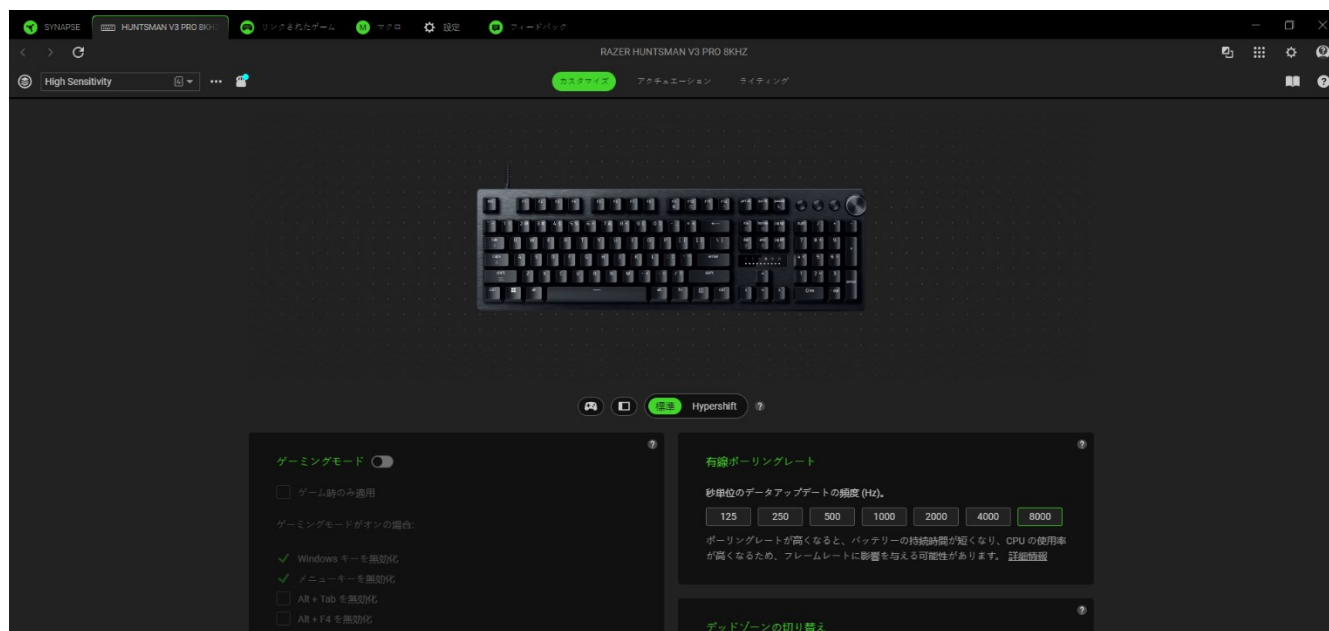 SYNAPSE
HUNTSMAN V3 PRO 8KHZ
リンクされたゲーム
マクロ
設定
フィードバック
RAZER HUNTSMAN V3 PRO 8KHZ
High Sensitivity
4
カスタマイズ
アクチュエーション
ライティング
標準
Hypershift
ゲーミングモード
ゲーム時のみ適用
ゲーミングモードがオンの場合:
Windows キーを無効化
メニューキーを無効化
Alt + Tab を無効化
Alt + F4 を無効化
有線ポーリングレート
秒単位のデータアップデートの頻度 (Hz)。
125 250 500 1000 2000 4000 8000
ポーリングレートが高くなると、バッテリーの持続時間が短くなり、CPU の使用率
が高くなるため、フレームレートに影響を与える可能性があります。 詳細情報
デッドゾーンの切り替え